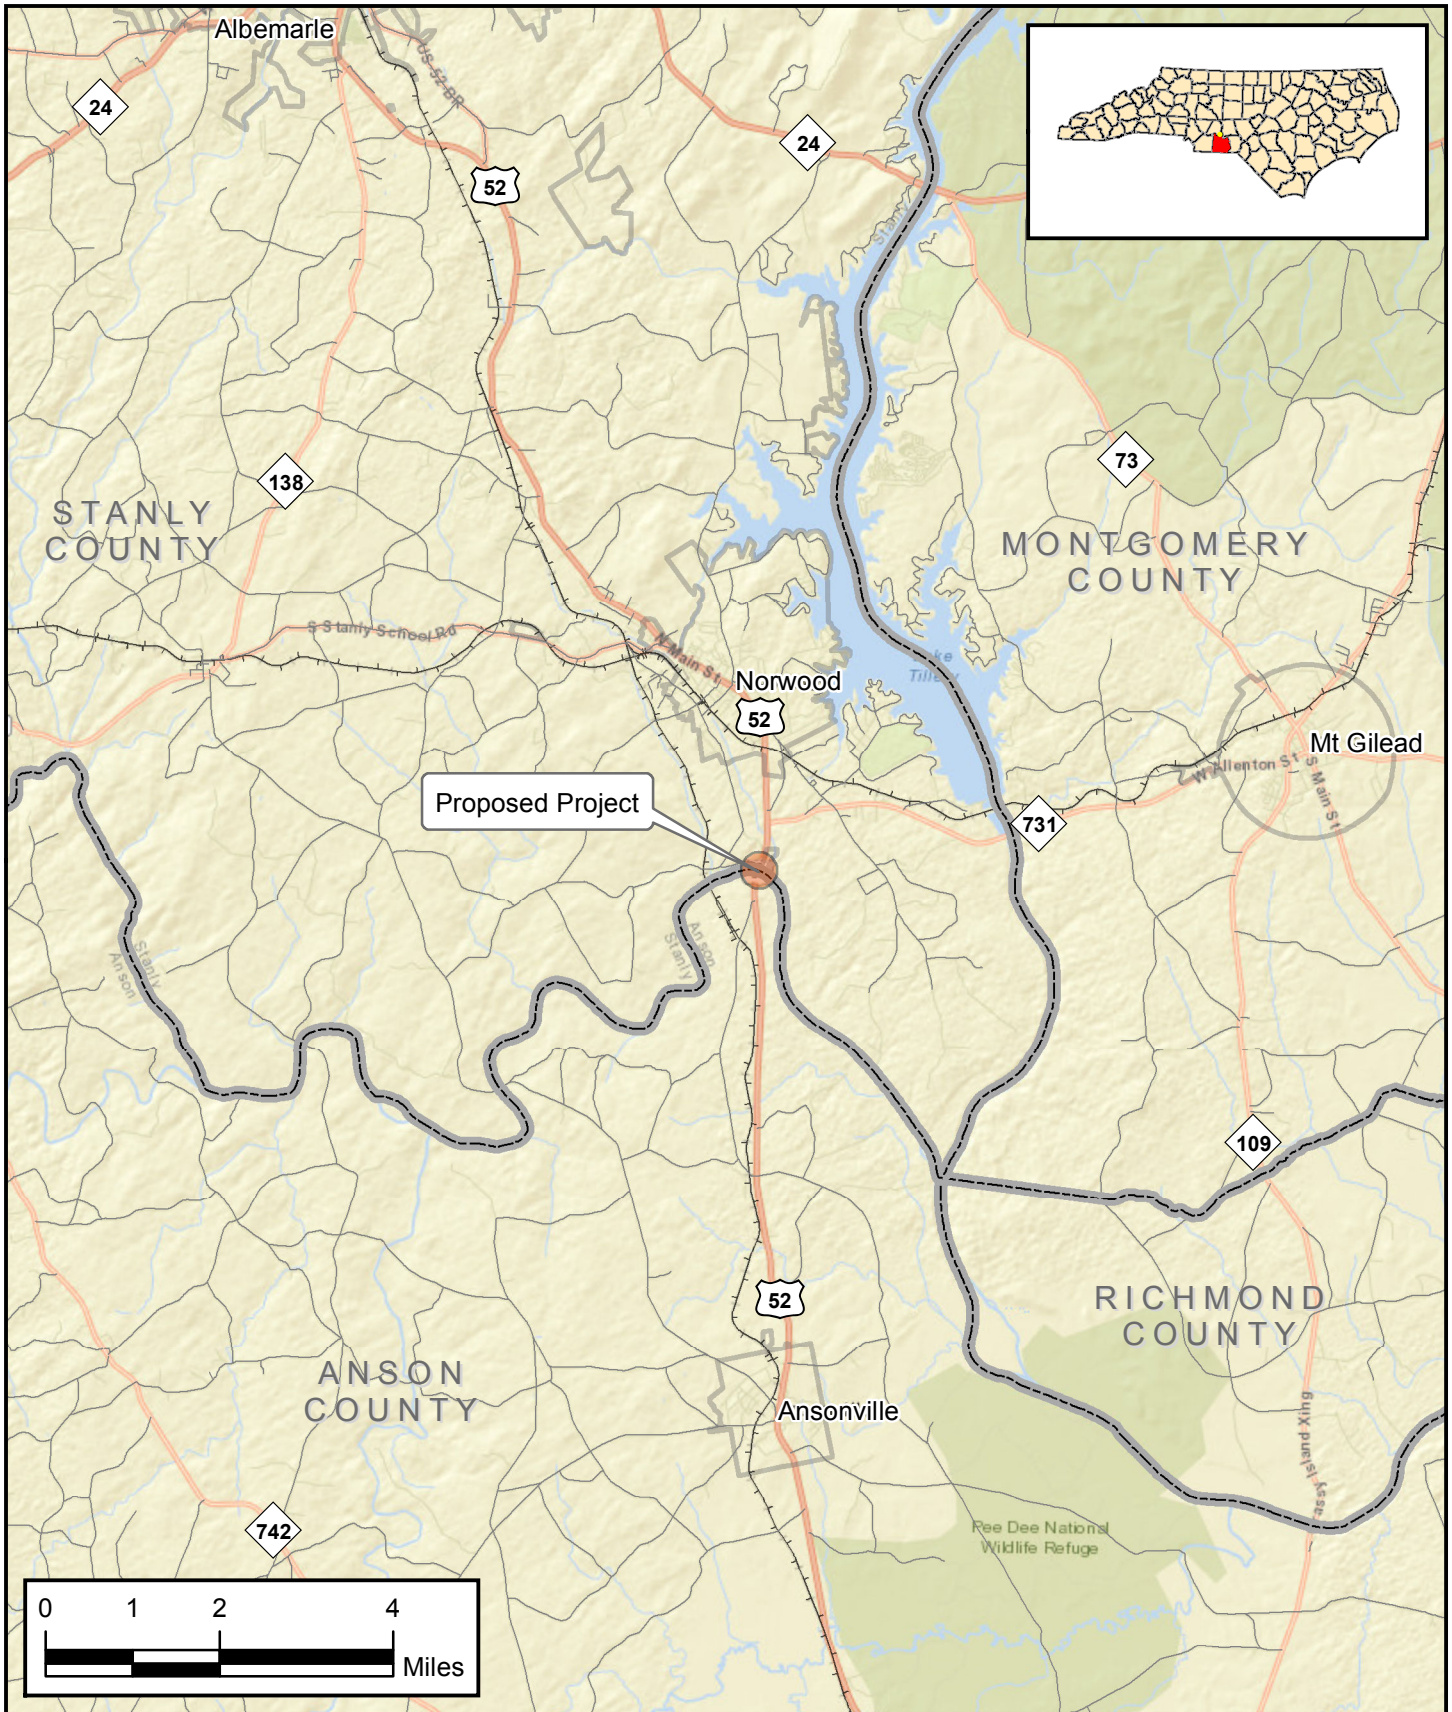 Albemarle
US-52 BR
24
24
52
Stanly
138
73
STANLY
COUNTY
MONTGOMERY
COUNTY
S Stanly School Rd
N Main St
Norwood
52
Mt Gilead
W Allenton St
S Main St
Proposed Project
731
Stanly
Anson
Anson
Stanly
109
52
RICHMOND
COUNTY
ANSON
COUNTY
Ansonville
Island Xing
742
Pee Dee National
Wildlife Refuge
0 1 2 4
Miles